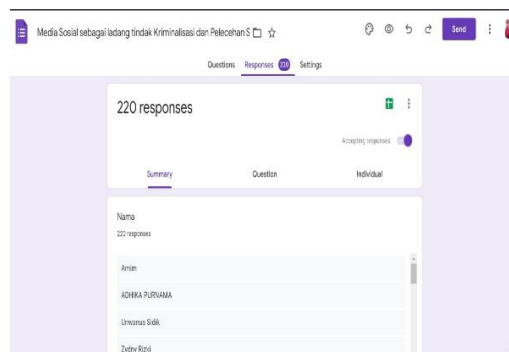 Media Sosial sebagai ladang tindak Kriminalisasi dan Pelecehan S
Send
Questions Responses 220 Settings
220 responses
Accepting responses
Summary Question Individual
Nama
220 responses
Amim
ADHIKA PURNAMA
Unwanus Sidik
Zydny Rizki